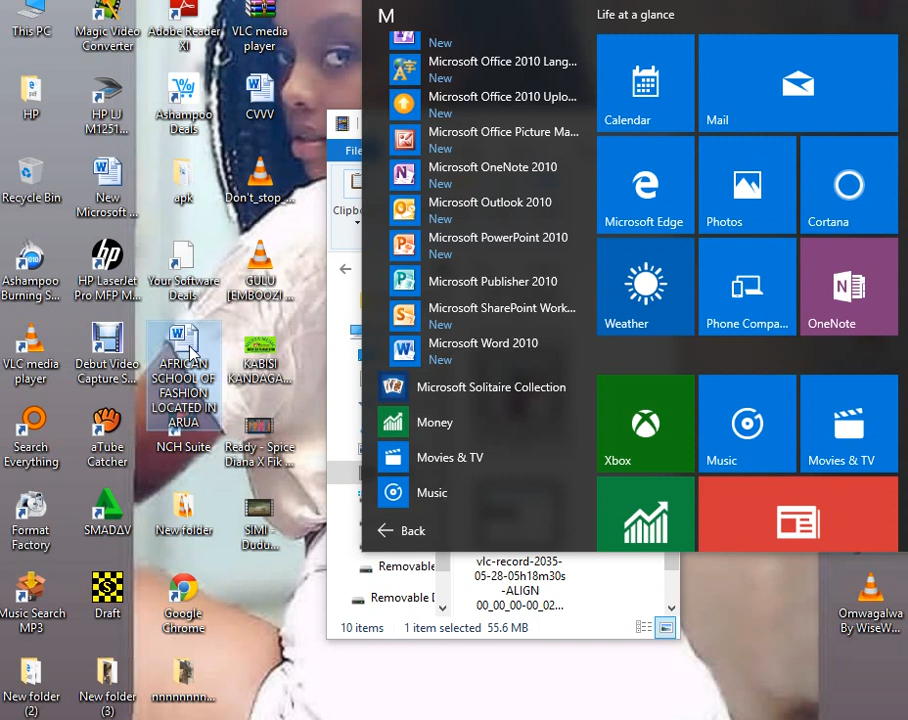 This PC
Magic Video
Converter
Adobe Reader
XI
VLC media
player
HP
HP LJ
M1251...
Ashampoo
Deals
CVVV
Recycle Bin
New
Microsoft ...
apk
Don't_stop_...
Ashampoo
Burning S...
HP LaserJet
Pro MFP M...
Your Software
Deals
GULU
[EMBOOZI ...
VLC media
player
Debut Video
Capture S...
AFRICAN
SCHOOL OF
FASHION
LOCATED IN
ARUA
KABISI
KANDAGA...
Search
Everything
aTube
Catcher
NCH Suite
Ready - Spice
Diana X Fik ...
Format
Factory
SMADΔV
New folder
SIMI -
Dudu...
Music Search
MP3
Draft
Google
Chrome
New folder
(2)
New folder
(3)
nnnnnnnn...
File
Clipb
M
New
Microsoft Office 2010 Lang...
New
Microsoft Office 2010 Uplo...
New
Microsoft Office Picture Ma...
New
Microsoft OneNote 2010
New
Microsoft Outlook 2010
New
Microsoft PowerPoint 2010
New
Microsoft Publisher 2010
Microsoft SharePoint Work...
New
Microsoft Word 2010
New
Microsoft Solitaire Collection
Money
Movies & TV
Music
Back
Life at a glance
Calendar
Mail
Microsoft Edge
Photos
Cortana
Weather
Phone Compa...
OneNote
Xbox
Music
Movies & TV
Removable
Removable D
vlc-record-2035-
05-28-05h18m30s
-ALIGN
00_00_00-00_02...
10 items 1 item selected 55.6 MB
Omwagalwa
By WiseW...